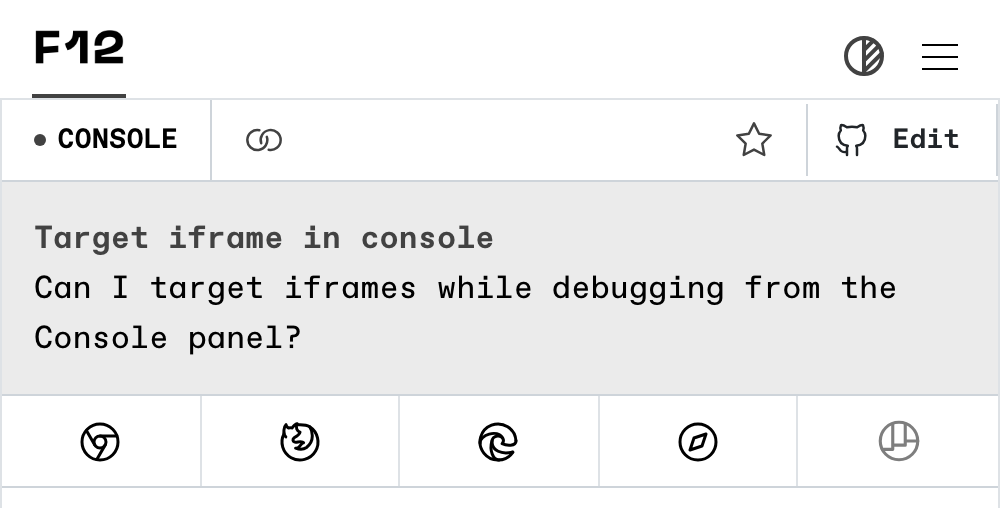 F12
CONSOLE
Edit
Target iframe in console
Can I target iframes while debugging from the
Console panel?